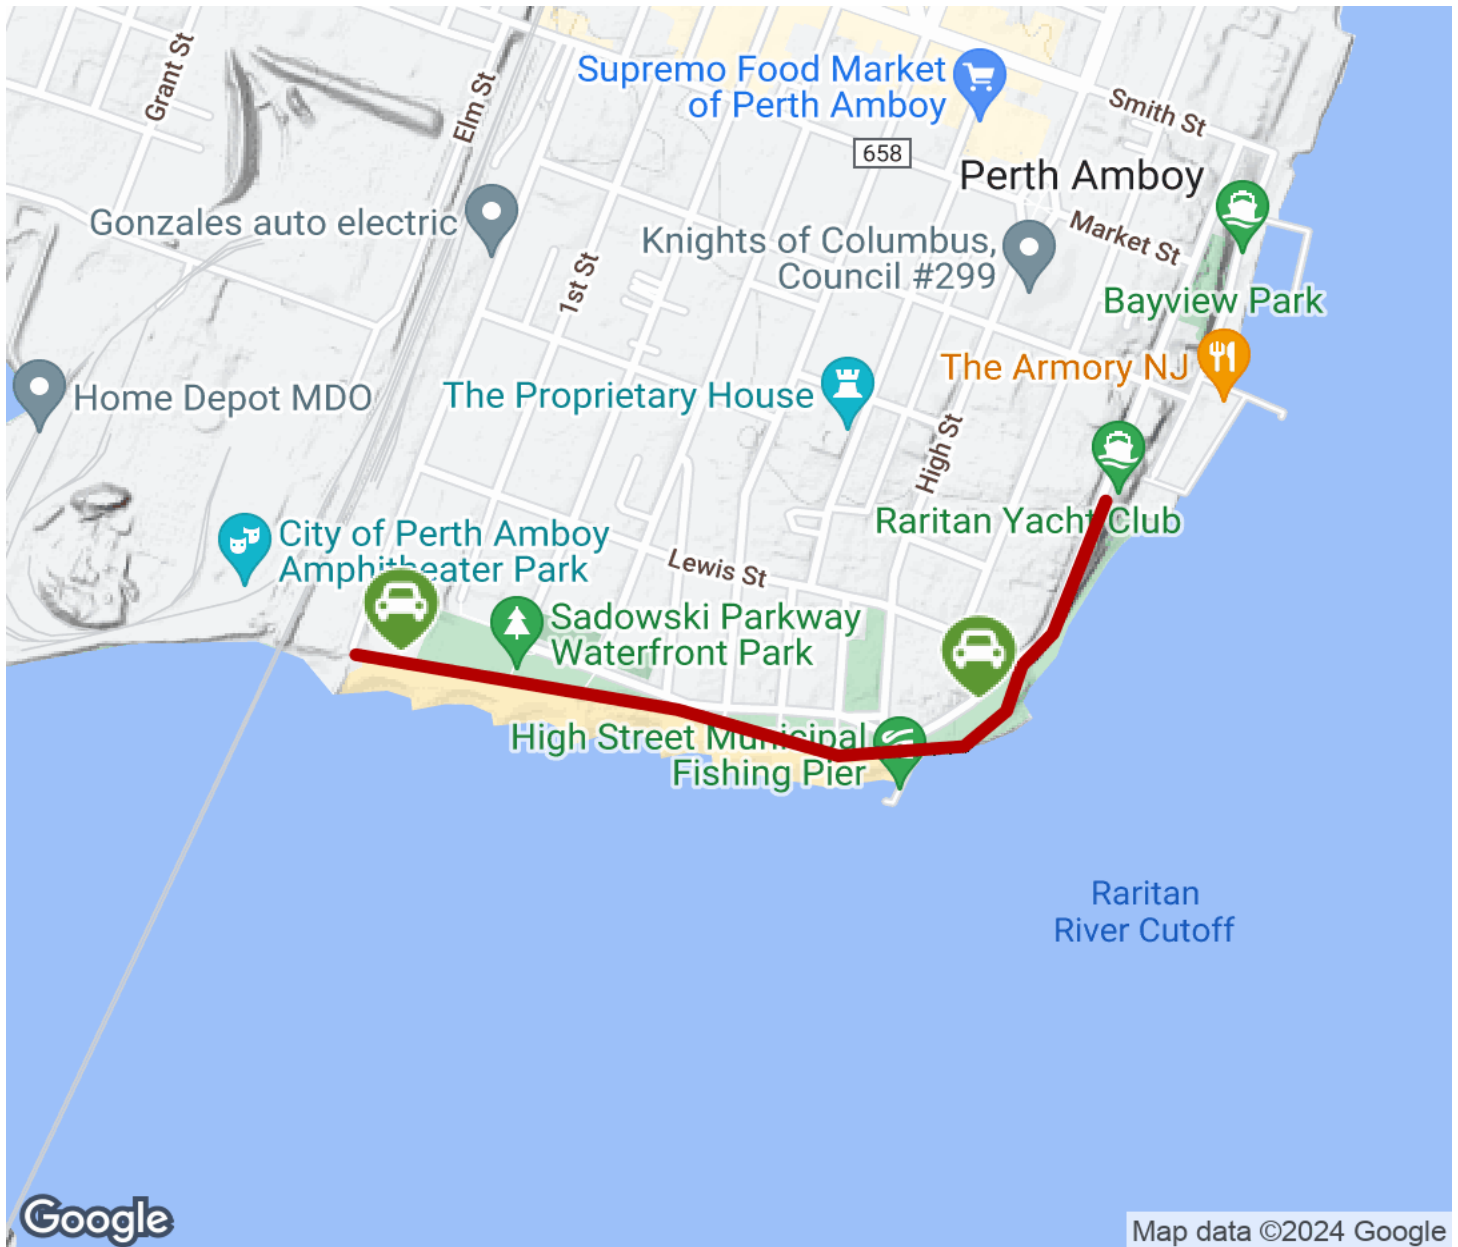 Grant St
Elm St
Supremo Food Market
of Perth Amboy
Smith St
658
Perth Amboy
Gonzales auto electric
Knights of Columbus,
Council #299
Market St
1st St
Bayview Park
The Armory NJ
Home Depot MDO
The Proprietary House
High St
Raritan Yacht Club
City of Perth Amboy
Amphitheater Park
Lewis St
Sadowski Parkway
Waterfront Park
High Street Municipal
Fishing Pier
Raritan
River Cutoff
Google
Map data ©2024 Google